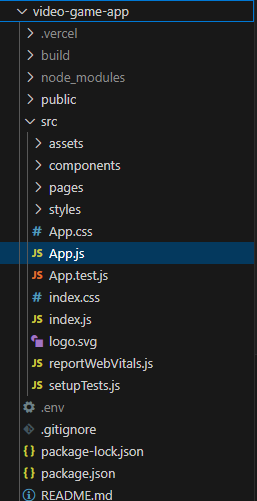 video-game-app
.vercel
build
node_modules
public
src
assets
components
pages
styles
# App.css
JS App.js
JS App.test.js
# index.css
JS index.js
logo.svg
JS reportWebVitals.js
JS setupTests.js
.env
.gitignore
{} package-lock.json
{} package.json
README.md